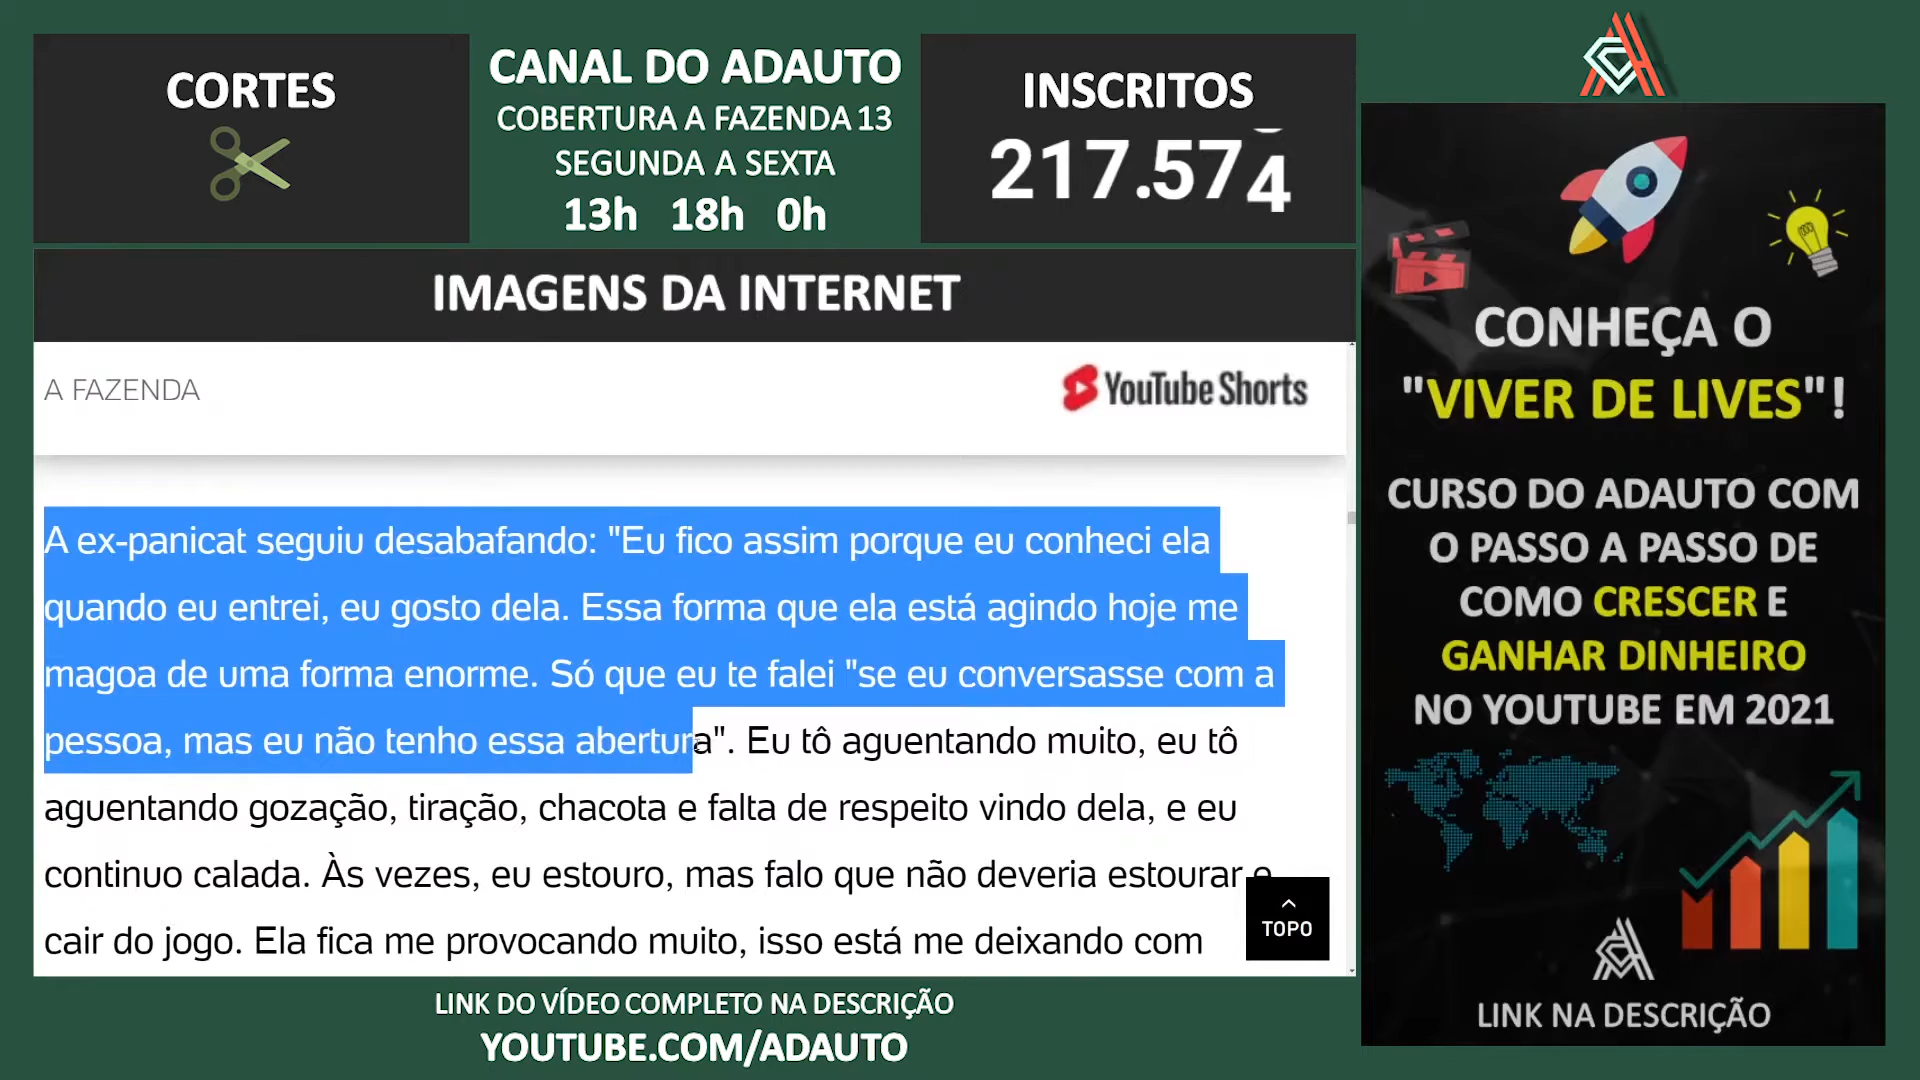 CORTES
CANAL DO ADAUTO
COBERTURA A FAZENDA 13
SEGUNDA A SEXTA
13h 18h 0h
INSCRITOS
217.574
IMAGENS DA INTERNET
A FAZENDA
YouTube Shorts
A ex-panicat seguiu desabafando: "Eu fico assim porque eu conheci ela
quando eu entrei, eu gosto dela. Essa forma que ela está agindo hoje me
magoa de uma forma enorme. Só que eu te falei "se eu conversasse com a
pessoa, mas eu não tenho essa abertura". Eu tô aguentando muito, eu tô
aguentando gozação, tiração, chacota e falta de respeito vindo dela, e eu
continuo calada. Às vezes, eu estouro, mas falo que não deveria estourar e
cair do jogo. Ela fica me provocando muito, isso está me deixando com
TOPO
LINK DO VÍDEO COMPLETO NA DESCRIÇÃO
YOUTUBE.COM/ADAUTO
CONHEÇA O
"VIVER DE LIVES"!
CURSO DO ADAUTO COM
O PASSO A PASSO DE
COMO CRESCER E
GANHAR DINHEIRO
NO YOUTUBE EM 2021
LINK NA DESCRIÇÃO